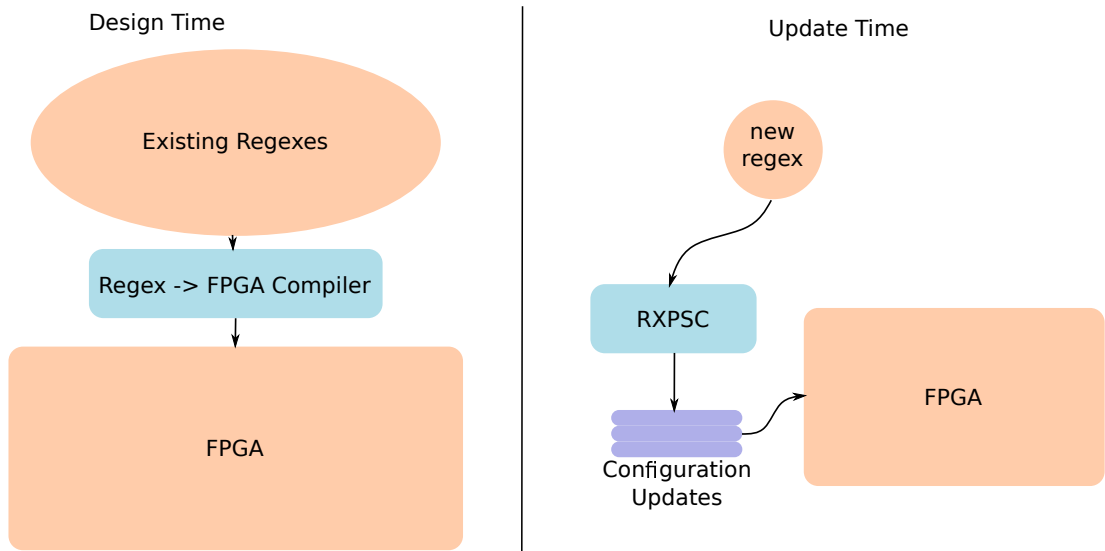 Design Time
Existing Regexes
Regex -> FPGA Compiler
FPGA
Update Time
new
regex
RXPSC
Configuration
Updates
FPGA